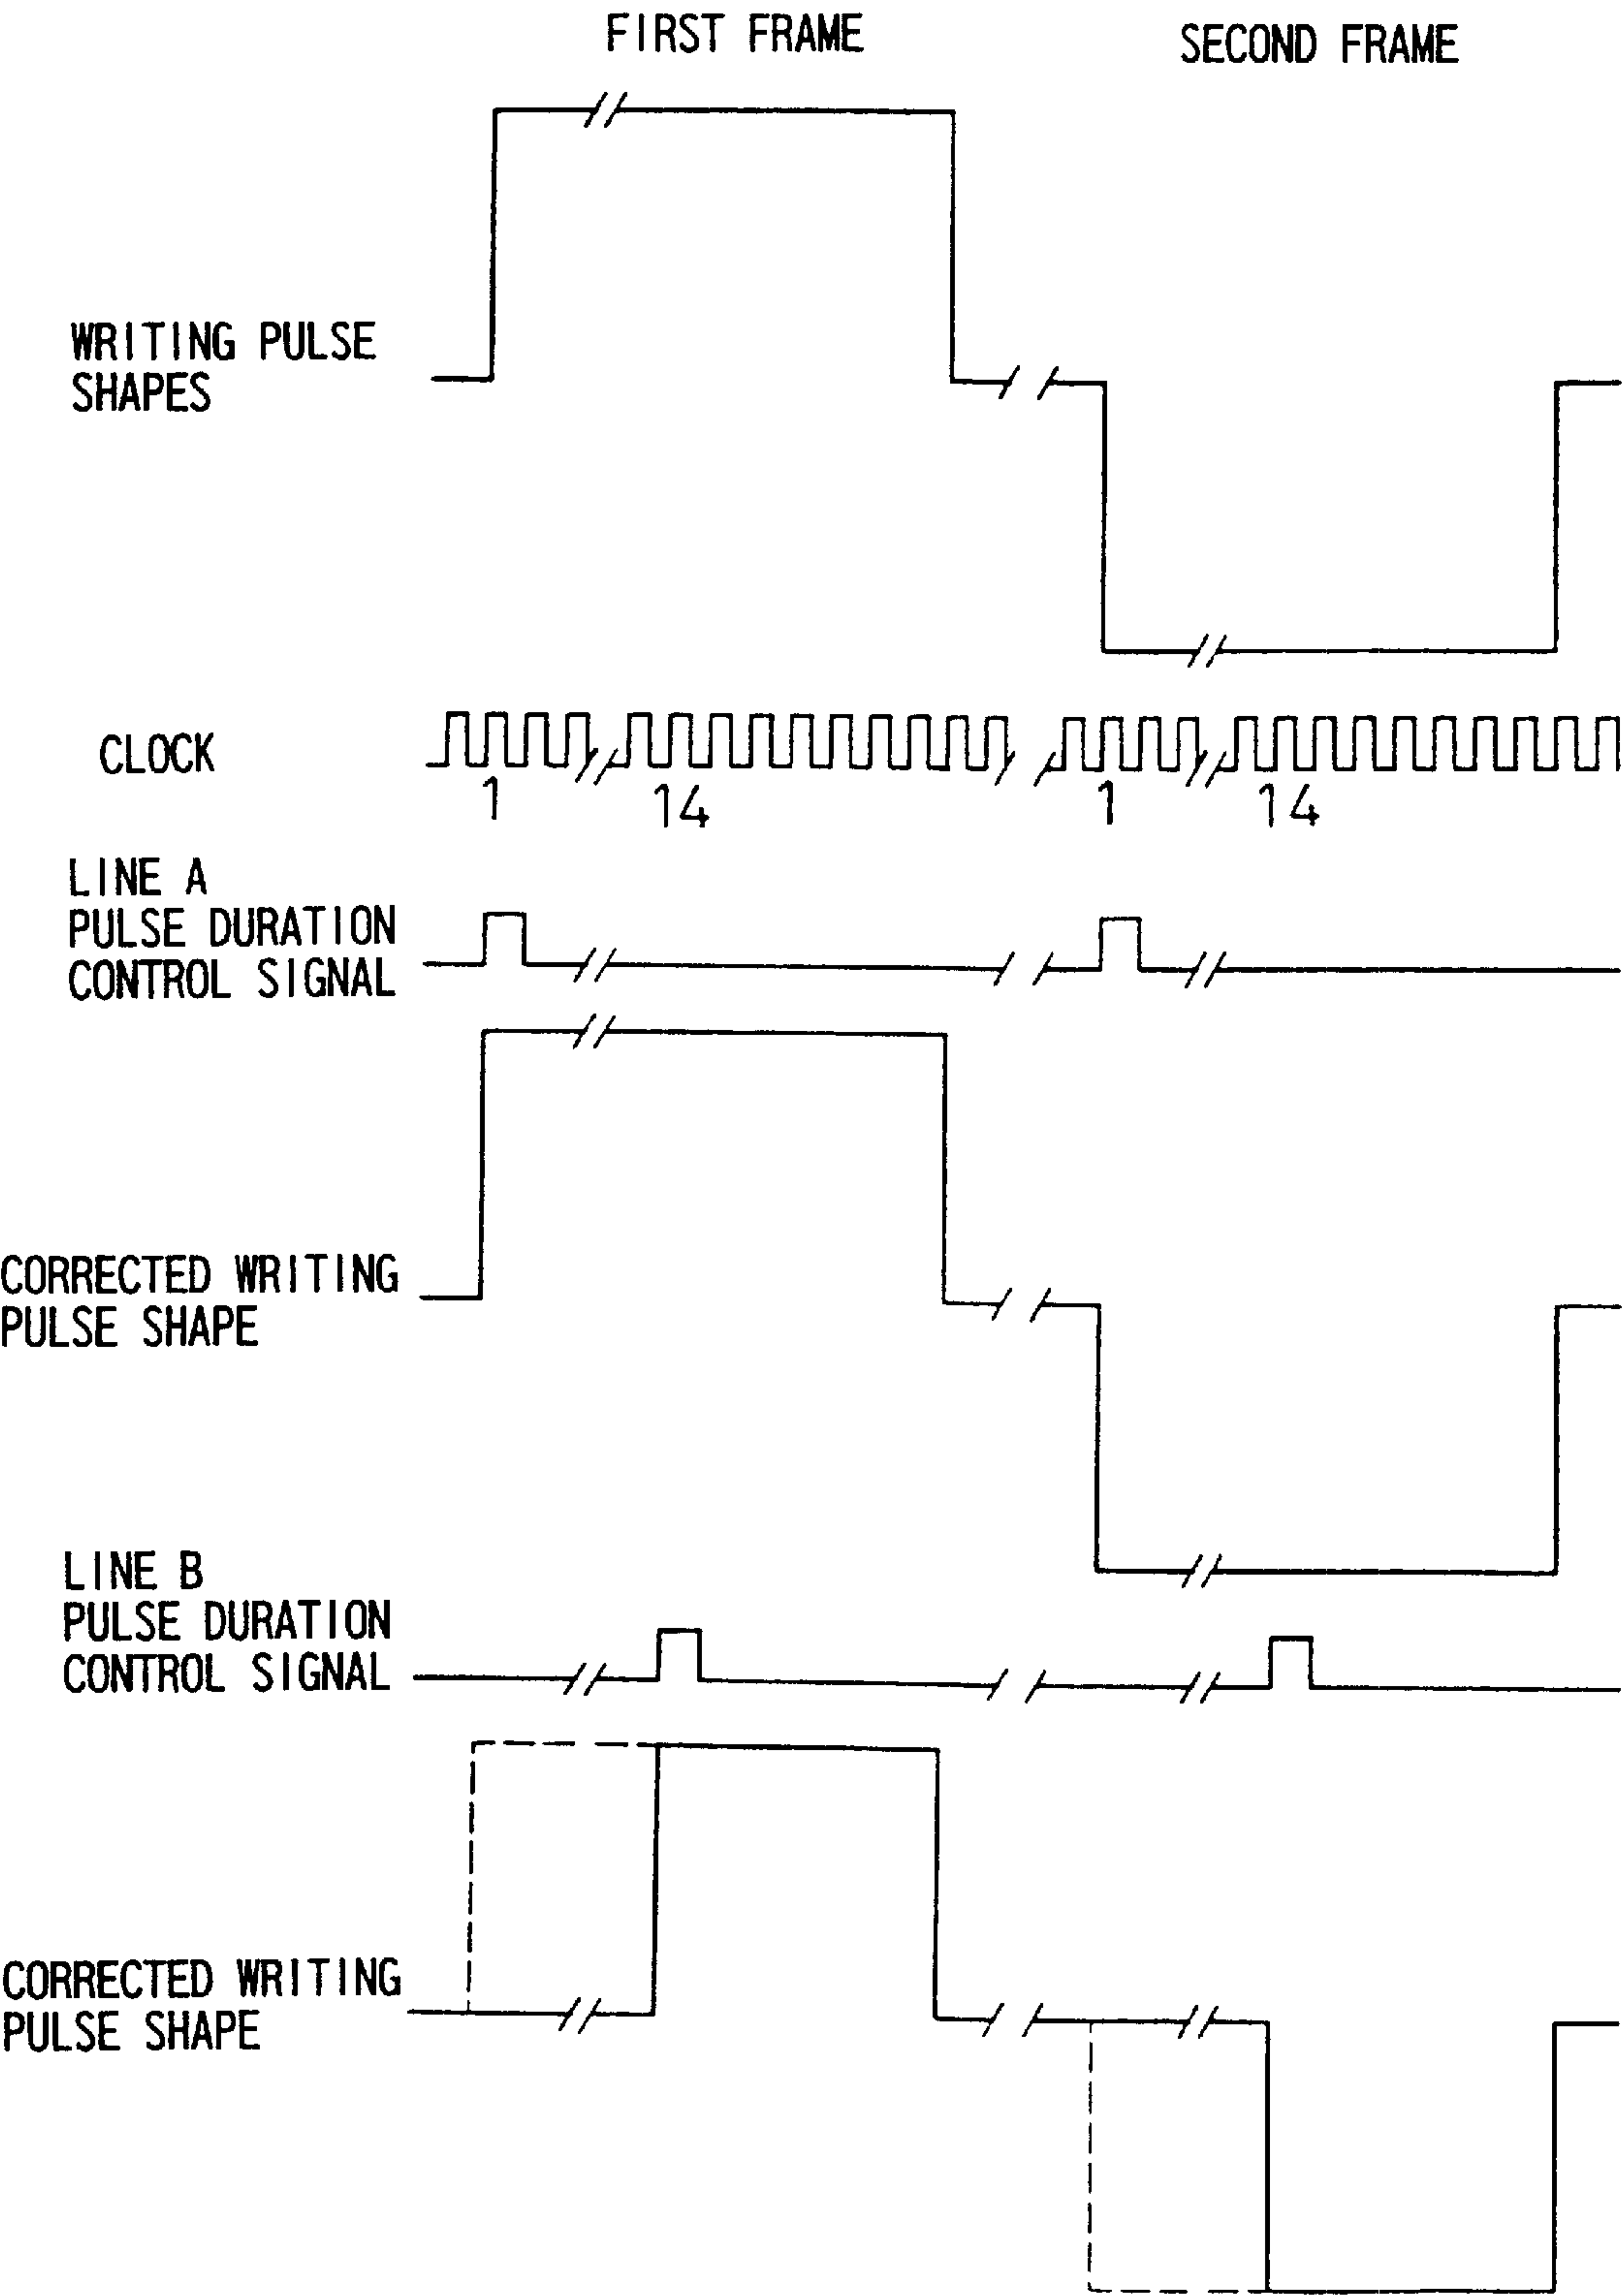 FIRST FRAME
SECOND FRAME
WRITING PULSE
SHAPES
CLOCK
1
14
1
14
LINE A
PULSE DURATION
CONTROL SIGNAL
CORRECTED WRITING
PULSE SHAPE
LINE B
PULSE DURATION
CONTROL SIGNAL
CORRECTED WRITING
PULSE SHAPE